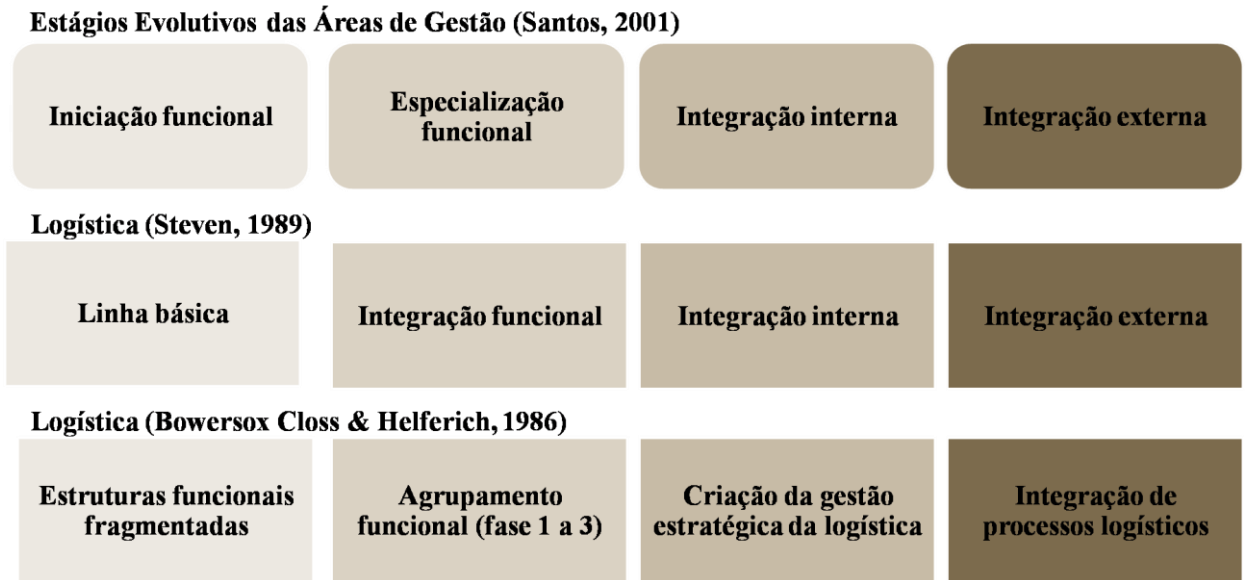 Estágios Evolutivos das Áreas de Gestão (Santos, 2001)
Iniciação funcional
Especialização
funcional
Integração interna
Integração externa
Logística (Steven, 1989)
Linha básica
Integração funcional
Integração interna
Integração externa
Logística (Bowersox Closs & Helferich, 1986)
Estruturas funcionais
fragmentadas
Agrupamento
funcional (fase 1 a 3)
Criação da gestão
estratégica da logística
Integração de
processos logísticos